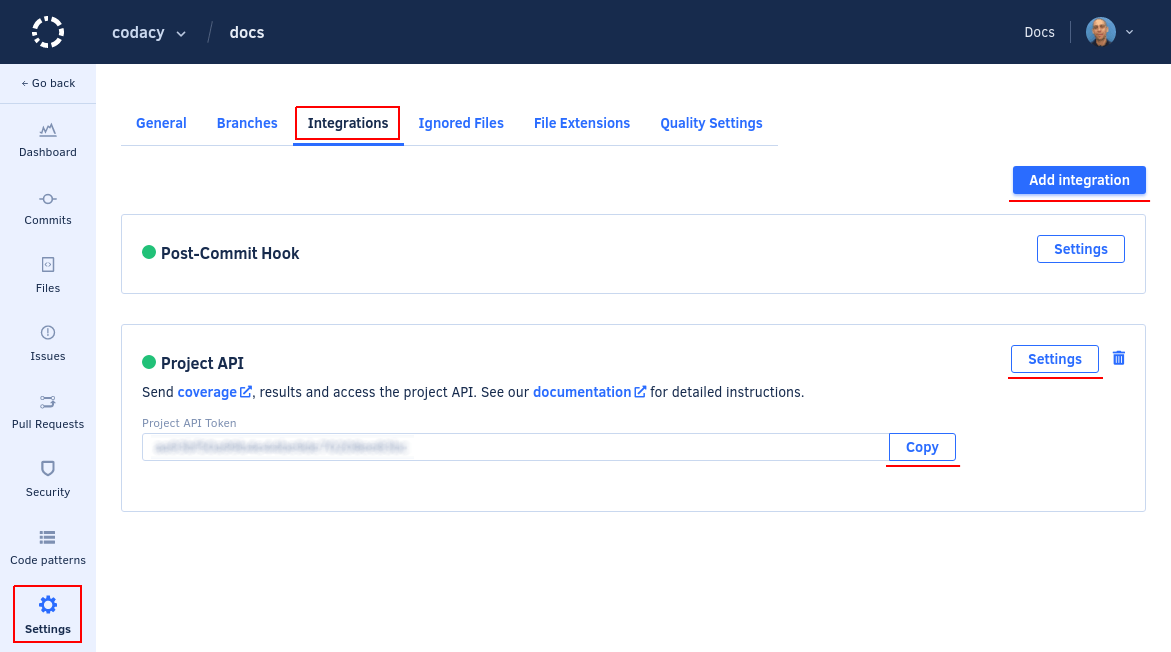 codacy / docs
Docs
← Go back
Dashboard
Commits
Files
Issues
Pull Requests
Security
Code patterns
Settings
General Branches Integrations Ignored Files File Extensions Quality Settings
Add integration
Post-Commit Hook
Settings
Project API
Settings
Send coverage, results and access the project API. See our documentation for detailed instructions.
Project API Token
Copy